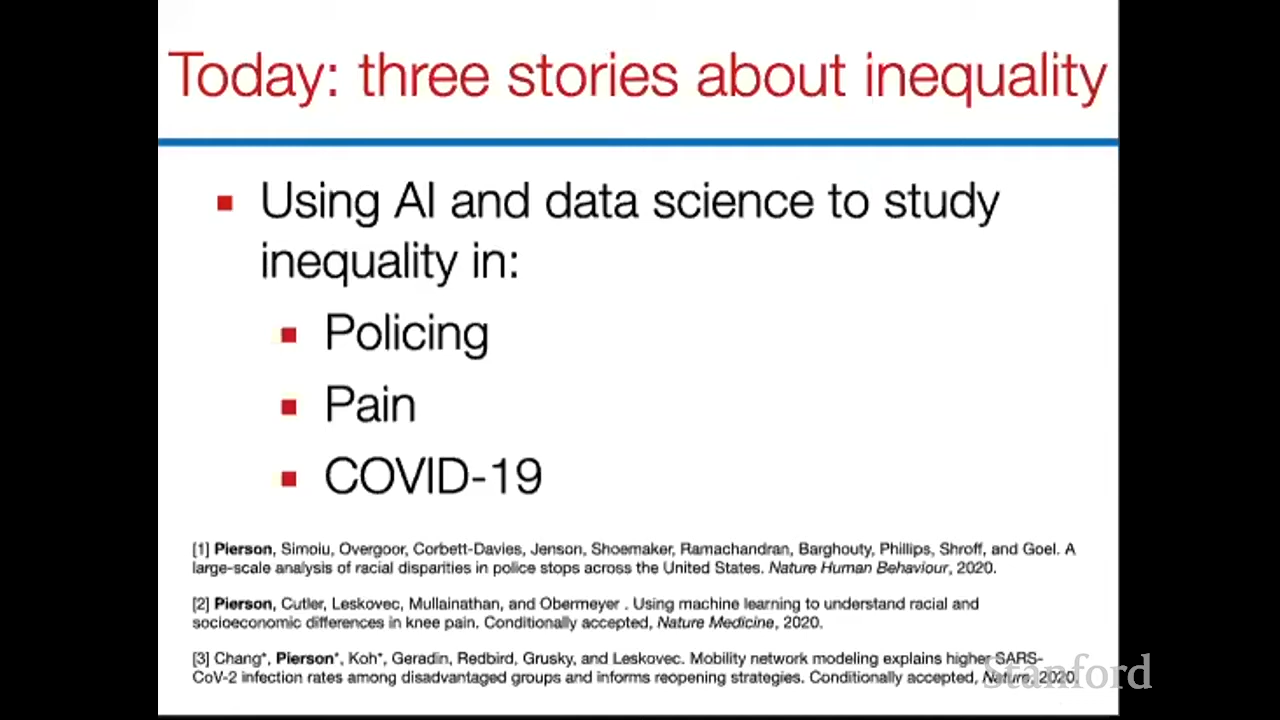 Today: three stories about inequality
Using AI and data science to study
inequality in:
Policing
Pain
COVID-19
[1] Pierson, Simoiu, Overgoor, Corbett-Davies, Jenson, Shoemaker, Ramachandran, Barghouty, Phillips, Shroff, and Goel. A
large-scale analysis of racial disparities in police stops across the United States. Nature Human Behaviour, 2020.
[2] Pierson, Cutler, Leskovec, Mullainathan, and Obermeyer . Using machine learning to understand racial and
socioeconomic differences in knee pain. Conditionally accepted, Nature Medicine, 2020.
[3] Chang*, Pierson*, Koh*, Geradin, Redbird, Grusky, and Leskovec. Mobility network modeling explains higher SARS-
CoV-2 infection rates among disadvantaged groups and informs reopening strategies. Conditionally accepted, Nature, 2020.
Stanford